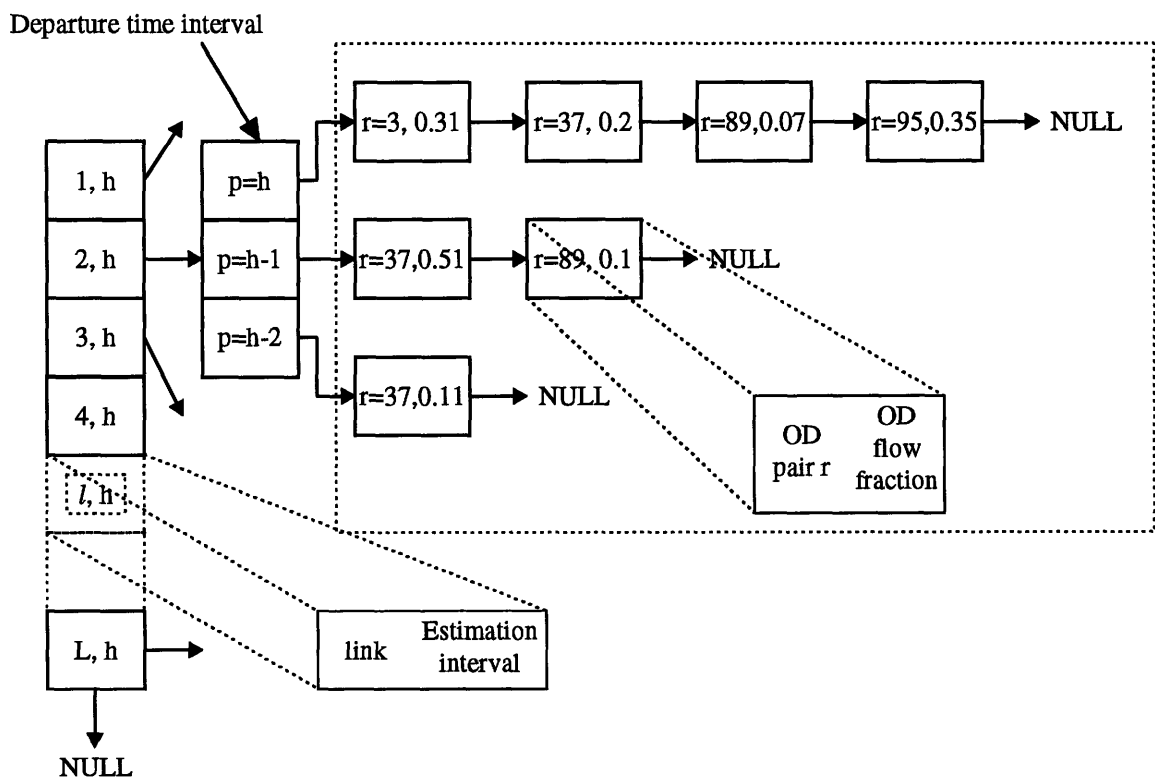 Departure time interval
r=3, 0.31
r=37, 0.2
r=89,0.07
r=95,0.35
NULL
1, h
p=h
2, h
p=h-1
r=37,0.51
r=89, 0.1
NULL
3, h
p=h-2
r=37,0.11
NULL
4, h
OD
pair r
OD
flow
fraction
l, h
L, h
link
Estimation
interval
NULL